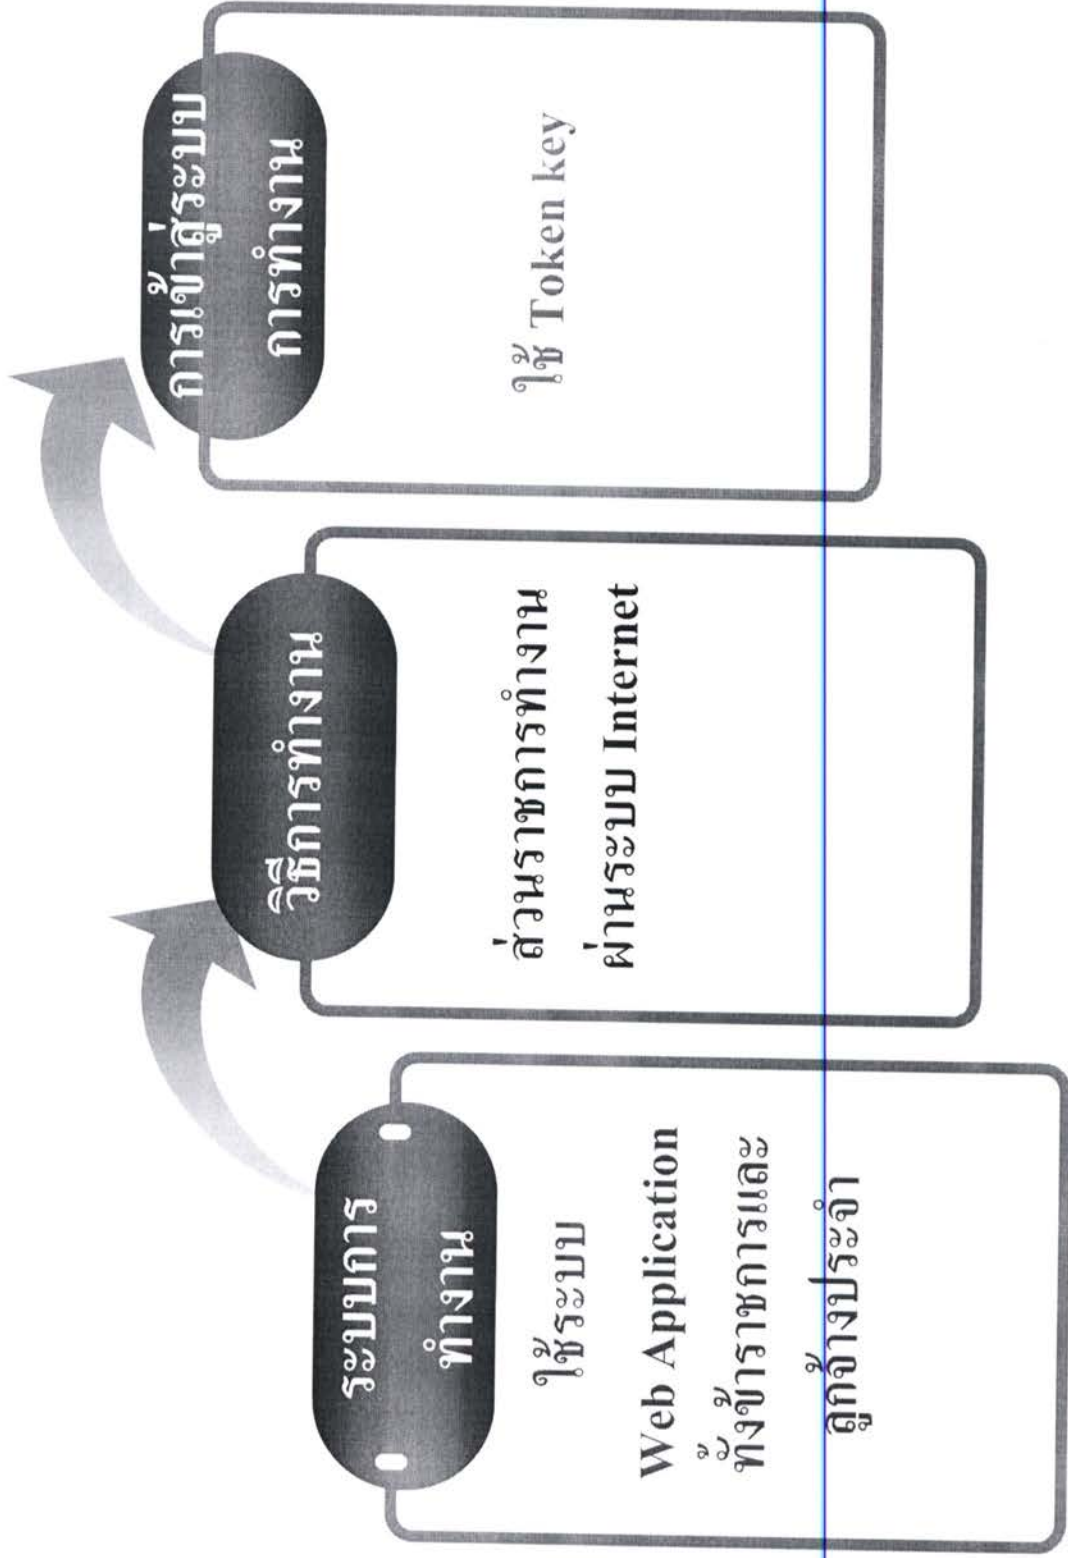 ระบบการ
ทำงาน
ใช้ระบบ
Web Application
ทั้งข้าราชการและ
ลูกจ้างประจำ
วิธีการทำงาน
ส่วนราชการทำงาน
ผ่านระบบ Internet
การเข้าสู่ระบบ
การทำงาน
ใช้ Token key